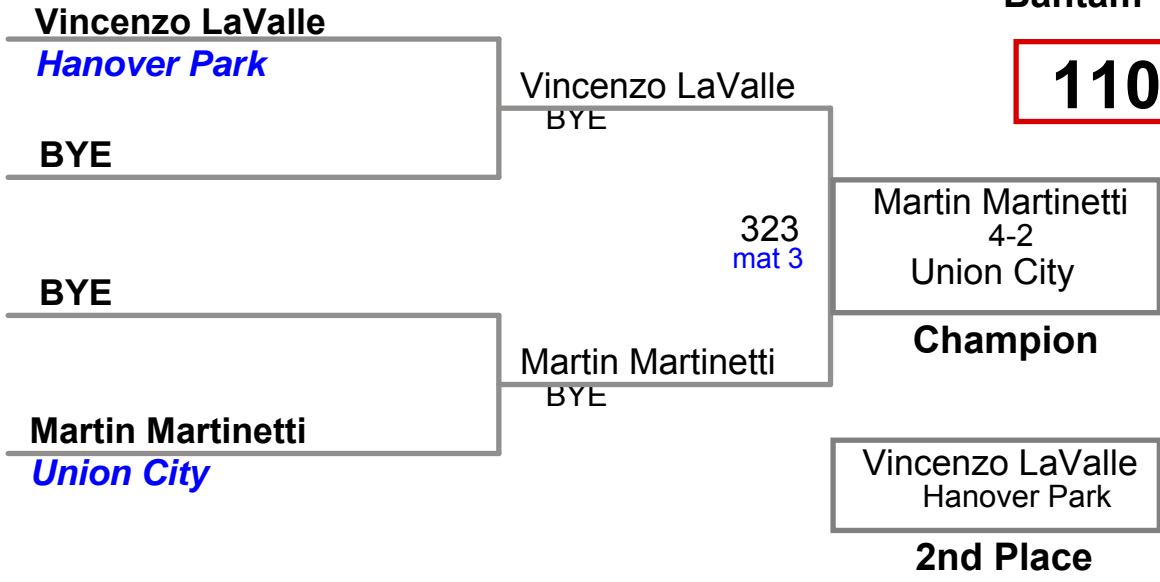 Bantam
Vincenzo LaValle
Hanover Park
110
Vincenzo LaValle
BYE
BYE
Martin Martinetti
4-2
Union City
323
mat 3
BYE
Champion
Martin Martinetti
BYE
Martin Martinetti
Union City
Vincenzo LaValle
Hanover Park
2nd Place